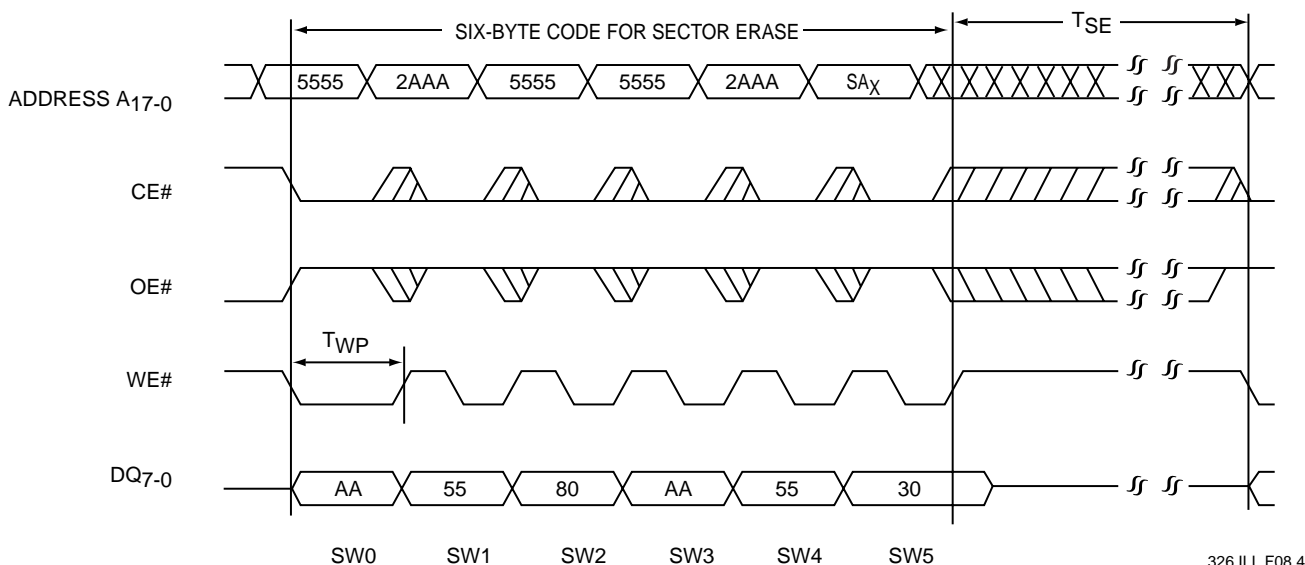 SIX-BYTE CODE FOR SECTOR ERASE TSE
ADDRESS A17-0 5555 2AAA 5555 5555 2AAA SAX
CE#
OE#
TWP
WE#
DQ7-0 AA 55 80 AA 55 30
SW0 SW1 SW2 SW3 SW4 SW5
326 ILL F08.4